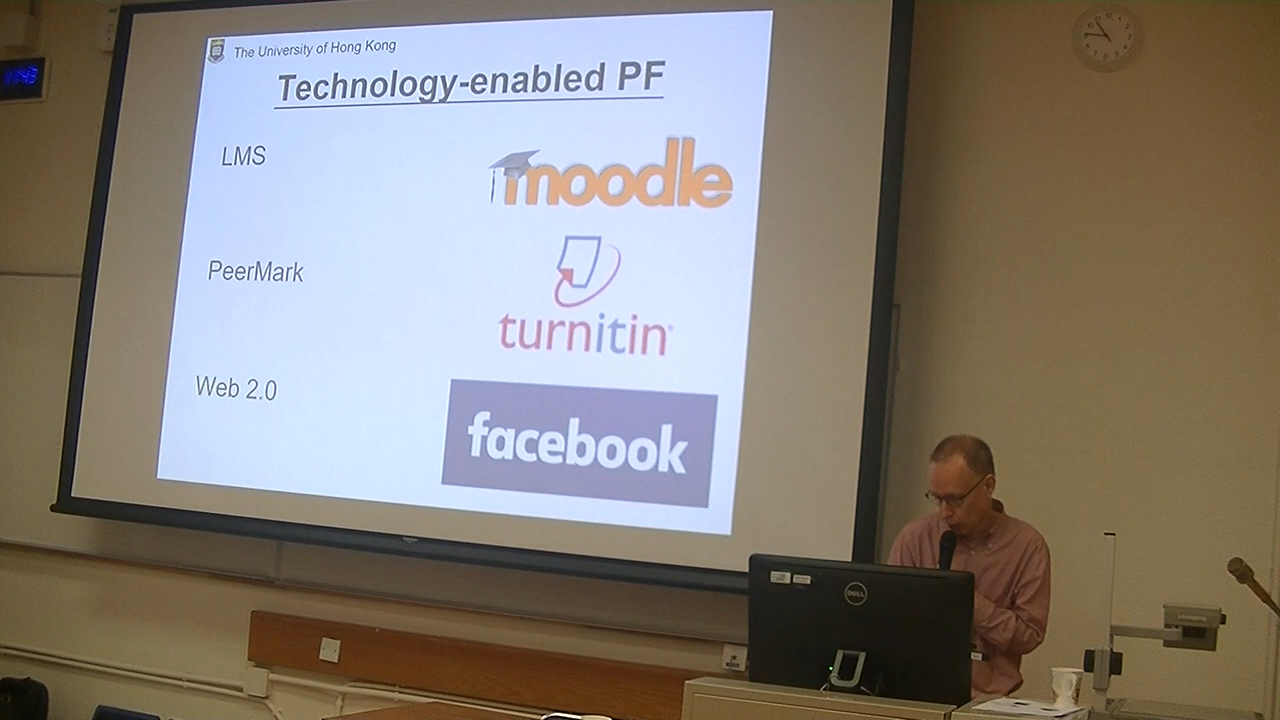 The University of Hong Kong
Technology-enabled PF
LMS
moodle
PeerMark
turnitin
Web 2.0
facebook
DELL